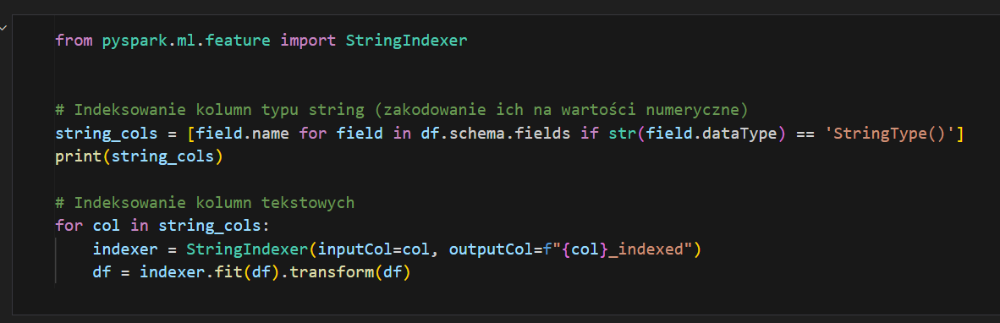 from pyspark.ml.feature import StringIndexer
# Indeksowanie kolumn typu string (zakodowanie ich na wartości numeryczne)
string_cols = [field.name for field in df.schema.fields if str(field.dataType) == 'StringType()']
print(string_cols)
# Indeksowanie kolumn tekstowych
for col in string_cols:
    indexer = StringIndexer(inputCol=col, outputCol=f"{col}_indexed")
    df = indexer.fit(df).transform(df)